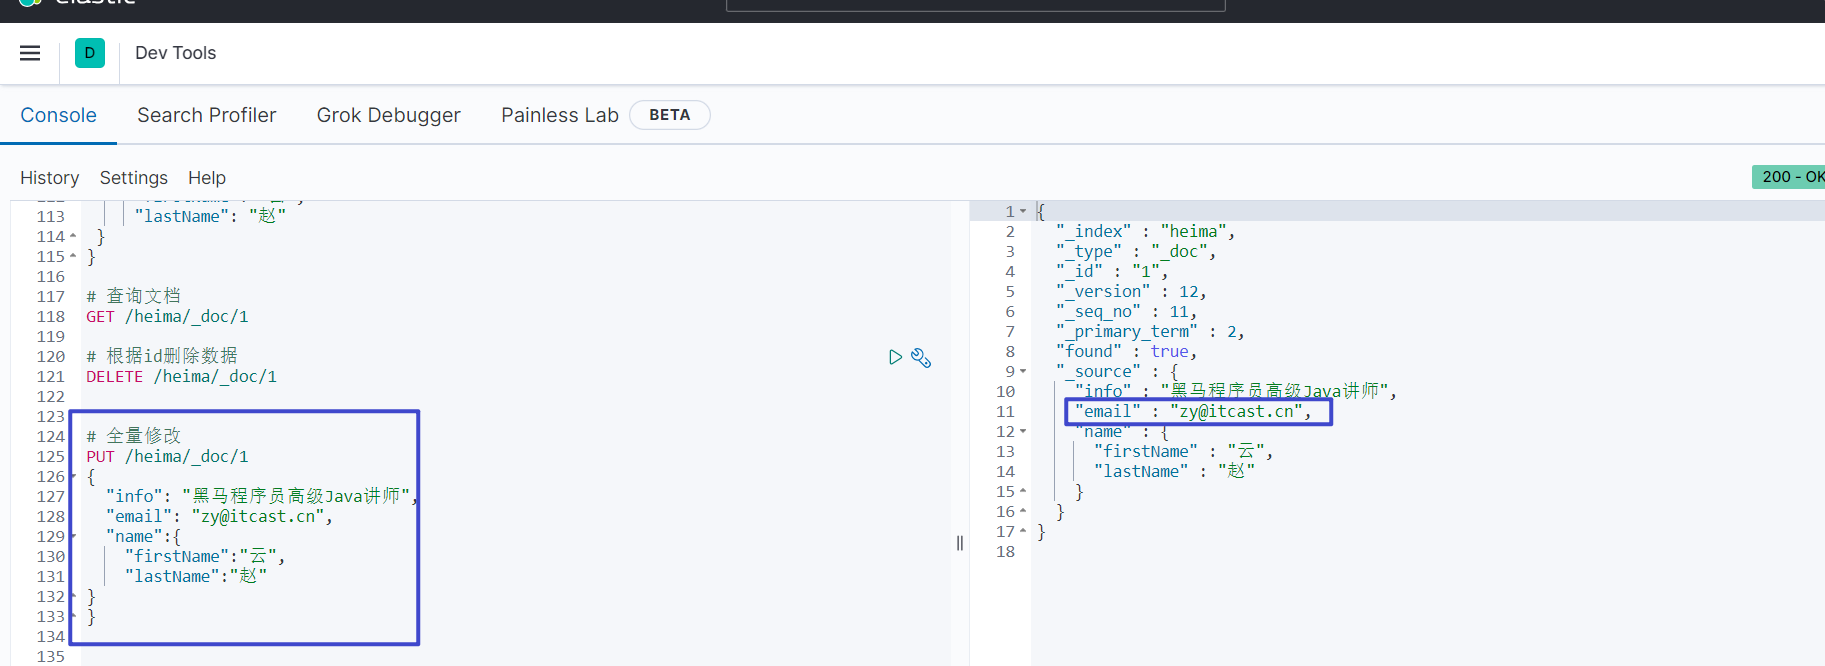 elastic
D
Dev Tools
Console
Search Profiler
Grok Debugger
Painless Lab
BETA
History
Settings
Help
200 - OK
113 "lastName": "赵"
114 }
115 }
116
117 # 查询文档
118 GET /heima/_doc/1
119
120 # 根据id删除数据
121 DELETE /heima/_doc/1
122
123
124 # 全量修改
125 PUT /heima/_doc/1
126 {
127 "info": "黑马程序员高级Java讲师",
128 "email": "zy@itcast.cn",
129 "name":{
130 "firstName":"云",
131 "lastName":"赵"
132 }
133 }
134
135
1 {
2 "_index" : "heima",
3 "_type" : "_doc",
4 "_id" : "1",
5 "_version" : 12,
6 "_seq_no" : 11,
7 "_primary_term" : 2,
8 "found" : true,
9 "_source" : {
10 "info" : "黑马程序员高级Java讲师",
11 "email" : "zy@itcast.cn",
12 "name" : {
13 "firstName" : "云",
14 "lastName" : "赵"
15 }
16 }
17 }
18